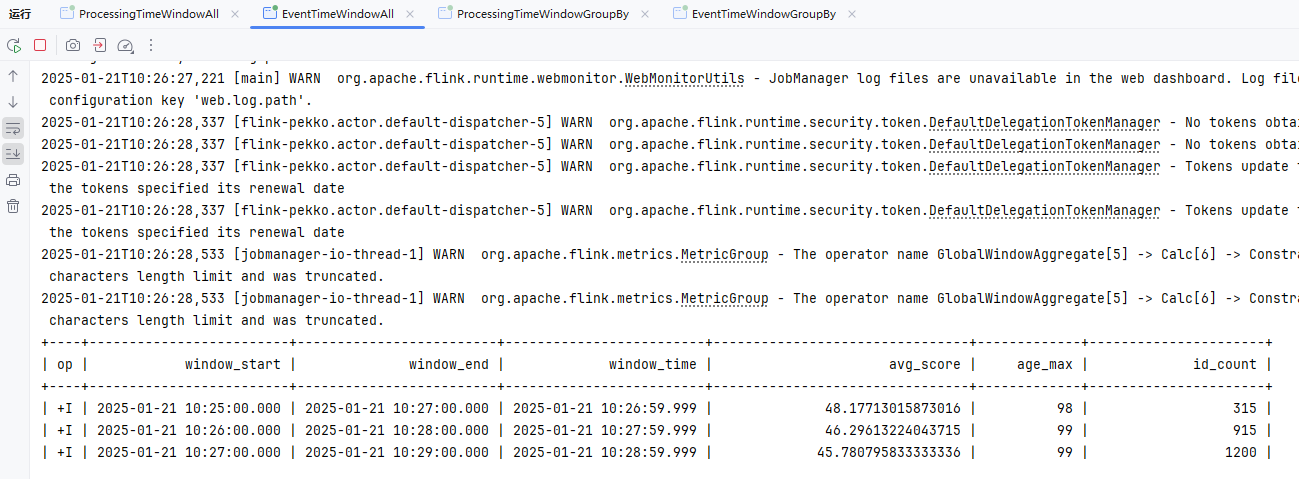 运行 ProcessingTimeWindowAll EventTimeWindowAll ProcessingTimeWindowGroupBy EventTimeWindowGroupBy
2025-01-21T10:26:27,221 [main] WARN  org.apache.flink.runtime.webmonitor.WebMonitorUtils - JobManager log files are unavailable in the web dashboard. Log
configuration key 'web.log.path'.
2025-01-21T10:26:28,337 [flink-pekko.actor.default-dispatcher-5] WARN  org.apache.flink.runtime.security.token.DefaultDelegationTokenManager - No tokens
2025-01-21T10:26:28,337 [flink-pekko.actor.default-dispatcher-5] WARN  org.apache.flink.runtime.security.token.DefaultDelegationTokenManager - No tokens
2025-01-21T10:26:28,337 [flink-pekko.actor.default-dispatcher-5] WARN  org.apache.flink.runtime.security.token.DefaultDelegationTokenManager - Tokens update
the tokens specified its renewal date
2025-01-21T10:26:28,337 [flink-pekko.actor.default-dispatcher-5] WARN  org.apache.flink.runtime.security.token.DefaultDelegationTokenManager - Tokens update
the tokens specified its renewal date
2025-01-21T10:26:28,533 [jobmanager-io-thread-1] WARN  org.apache.flink.metrics.MetricGroup - The operator name GlobalWindowAggregate[5] -> Calc[6] ->
characters length limit and was truncated.
2025-01-21T10:26:28,533 [jobmanager-io-thread-1] WARN  org.apache.flink.metrics.MetricGroup - The operator name GlobalWindowAggregate[5] -> Calc[6] ->
characters length limit and was truncated.
+----+-------------------------+-------------------------+-------------------------+--------------------------------+-------------+----------------------+
| op |            window_start |              window_end |             window_time |                      avg_score |     age_max |             id_count |
+----+-------------------------+-------------------------+-------------------------+--------------------------------+-------------+----------------------+
| +I | 2025-01-21 10:25:00.000 | 2025-01-21 10:27:00.000 | 2025-01-21 10:26:59.999 |              48.17713015873016 |          98 |                  315 |
| +I | 2025-01-21 10:26:00.000 | 2025-01-21 10:28:00.000 | 2025-01-21 10:27:59.999 |              46.29613224043715 |          99 |                  915 |
| +I | 2025-01-21 10:27:00.000 | 2025-01-21 10:29:00.000 | 2025-01-21 10:28:59.999 |             45.780795833333336 |          99 |                 1200 |